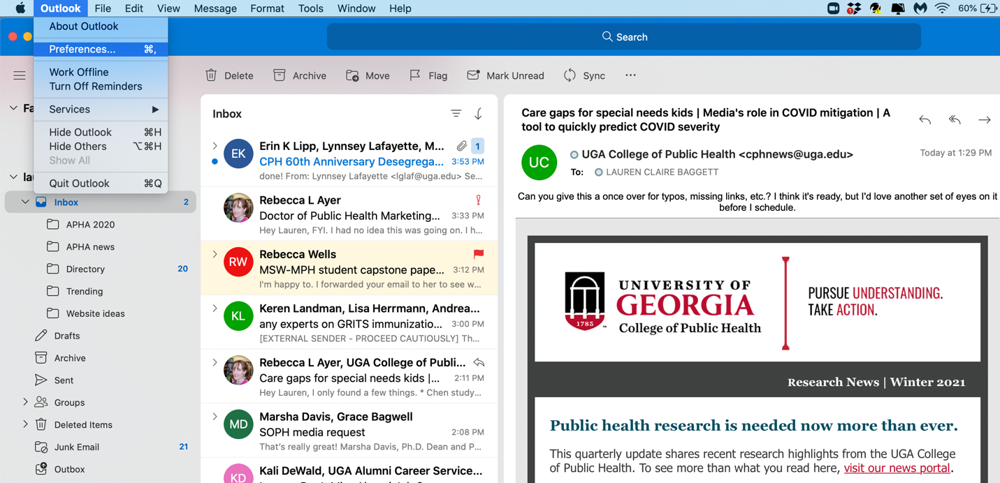 Outlook File Edit View Message Format Tools Window Help 60%
About Outlook
Preferences... ⌘,
Work Offline
Turn Off Reminders
Services ▶
Hide Outlook ⌘H
Hide Others ⌥⌘H
Show All
Quit Outlook ⌘Q
Search
Delete Archive Move Flag Mark Unread Sync ...
Fa
la
Inbox 2
APHA 2020
APHA news
Directory 20
Trending
Website ideas
Drafts
Archive
Sent
Groups
Deleted Items
Junk Email 21
Outbox
Inbox
EK
Erin K Lipp, Lynnsey Lafayette, M... 1
CPH 60th Anniversary Desegrega... 3:53 PM
done! From: Lynnsey Lafayette <lglaf@uga.edu> Se...
Rebecca L Ayer
Doctor of Public Health Marketing... 3:33 PM
Hey Lauren, FYI. I had no idea this was going on. I h...
RW
Rebecca Wells
MSW-MPH student capstone pape... 3:12 PM
I'm happy to. I forwarded your email to her to see w...
KL
Keren Landman, Lisa Herrmann, Andrea...
any experts on GRITS immunizatio... 3:00 PM
[EXTERNAL SENDER - PROCEED CAUTIOUSLY] Th...
Rebecca L Ayer, UGA College of Publi...
Care gaps for special needs kids |... 2:11 PM
Hey Lauren, I only found a few things. * Chen study...
MD
Marsha Davis, Grace Bagwell
SOPH media request 2:08 PM
That's really great! Marsha Davis, Ph.D. Dean and P...
KD
Kali DeWald, UGA Alumni Career Service...
Care gaps for special needs kids | Media's role in COVID mitigation | A
tool to quickly predict COVID severity
UC
UGA College of Public Health <cphnews@uga.edu>
Today at 1:29 PM
To: LAUREN CLAIRE BAGGETT
Can you give this a once over for typos, missing links, etc.? I think it's ready, but I'd love another set of eyes on it
before I schedule.
1785
UNIVERSITY OF
GEORGIA
College of Public Health
PURSUE UNDERSTANDING.
TAKE ACTION.
Research News | Winter 2021
Public health research is needed now more than ever.
This quarterly update shares recent research highlights from the UGA College
of Public Health. To see more than what you read here, visit our news portal.